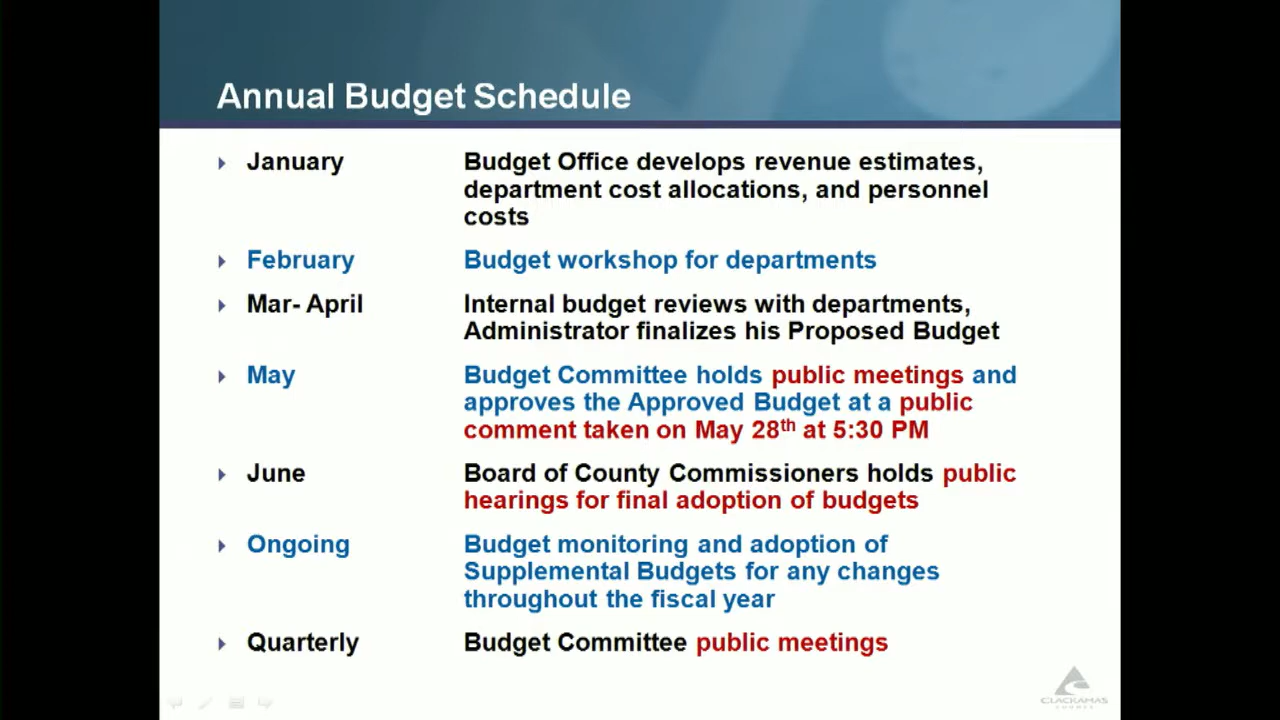 Annual Budget Schedule
January Budget Office develops revenue estimates,
department cost allocations, and personnel
costs
February Budget workshop for departments
Mar- April Internal budget reviews with departments,
Administrator finalizes his Proposed Budget
May Budget Committee holds public meetings and
approves the Approved Budget at a public
comment taken on May 28th at 5:30 PM
June Board of County Commissioners holds public
hearings for final adoption of budgets
Ongoing Budget monitoring and adoption of
Supplemental Budgets for any changes
throughout the fiscal year
Quarterly Budget Committee public meetings
CLACKAMAS
COUNTY